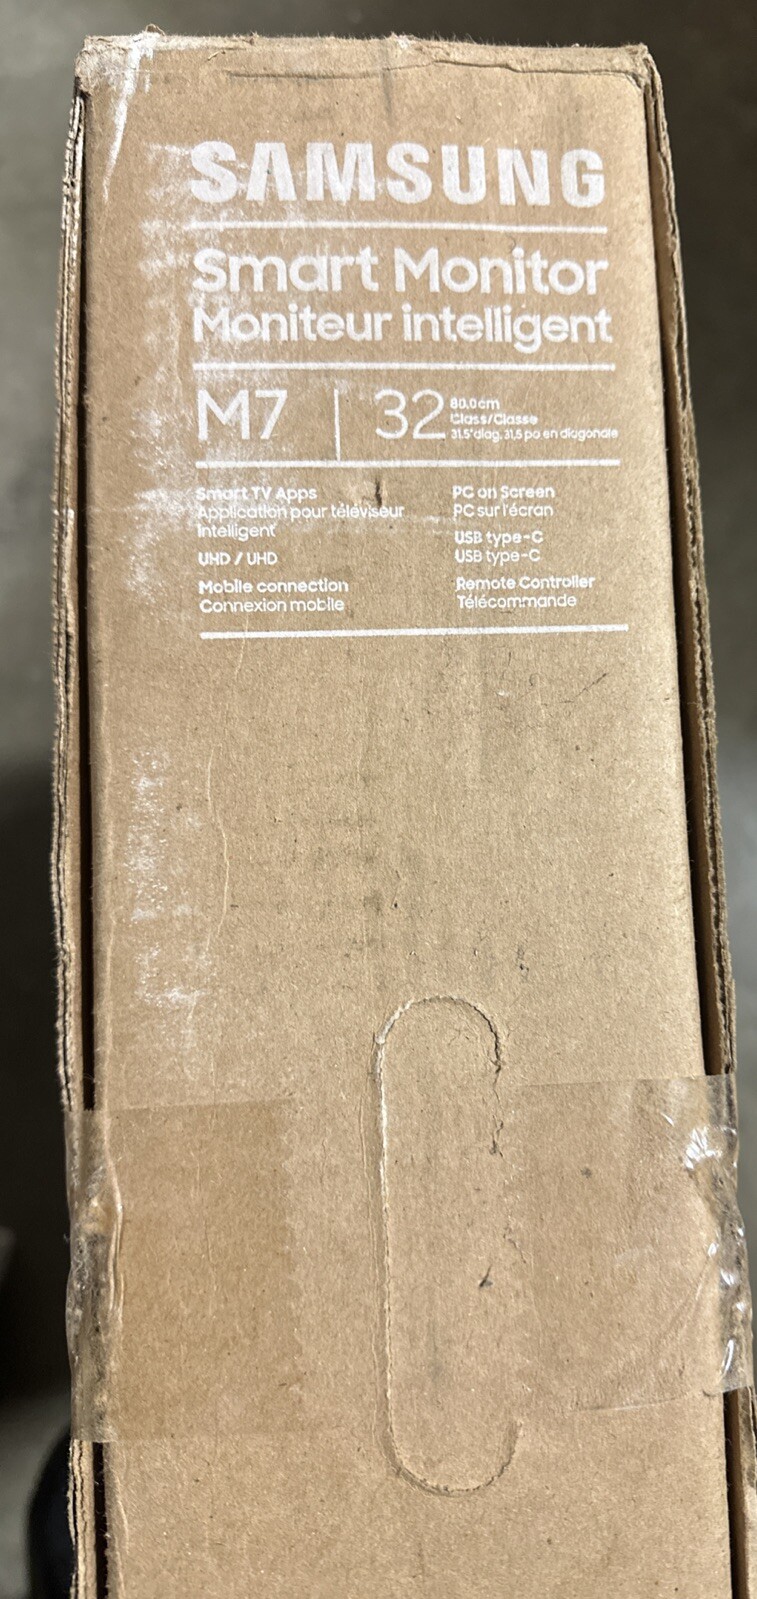 SAMSUNG
Smart Monitor
Moniteur intelligent
M7 32
80,0cm
Class/Classe
31.5"diag. 31,5 po en diagonale
Smart TV Apps
Application pour téléviseur
intelligent
UHD / UHD
Mobile connection
Connexion mobile
PC on Screen
PC sur l'écran
USB type-C
USB type-C
Remote Controller
Télécommande